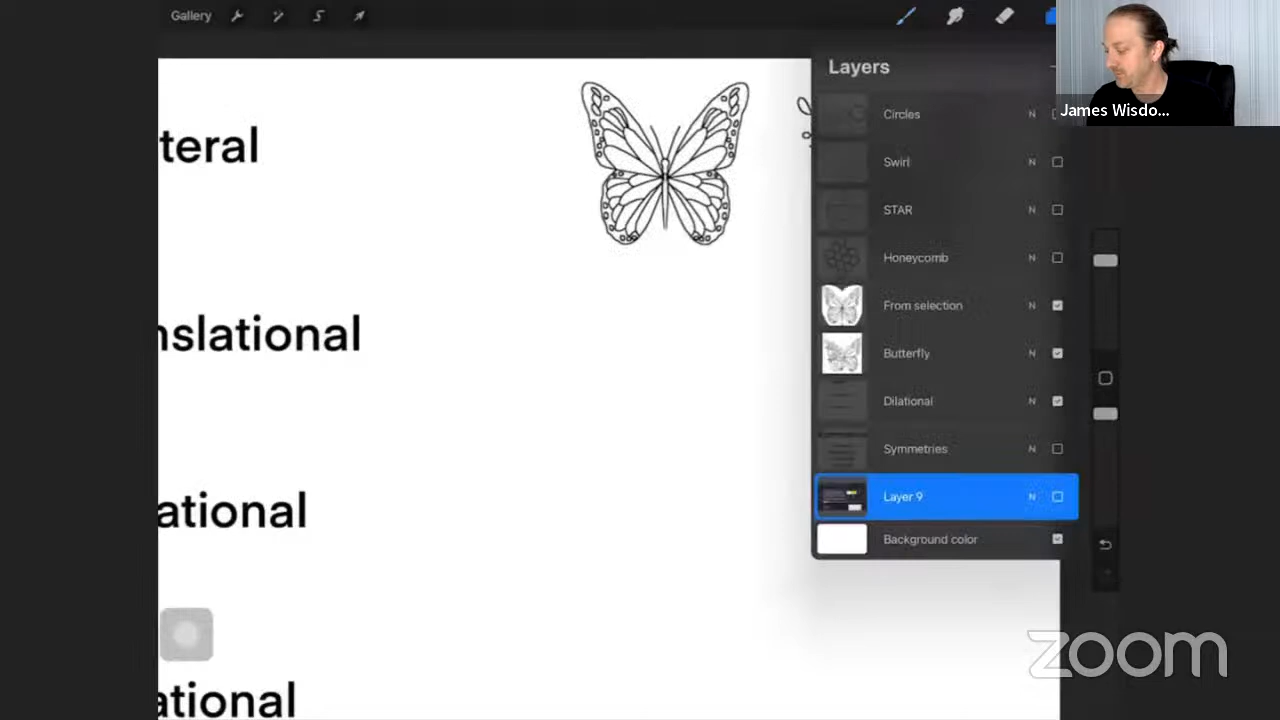 Gallery
Layers
Circles N
Swirl N
STAR N
Honeycomb N
From selection N
Butterfly N
Dilational N
Symmetries N
Layer 9 N
Background color
James Wisdo...
teral
nslational
ational
ational
zoom